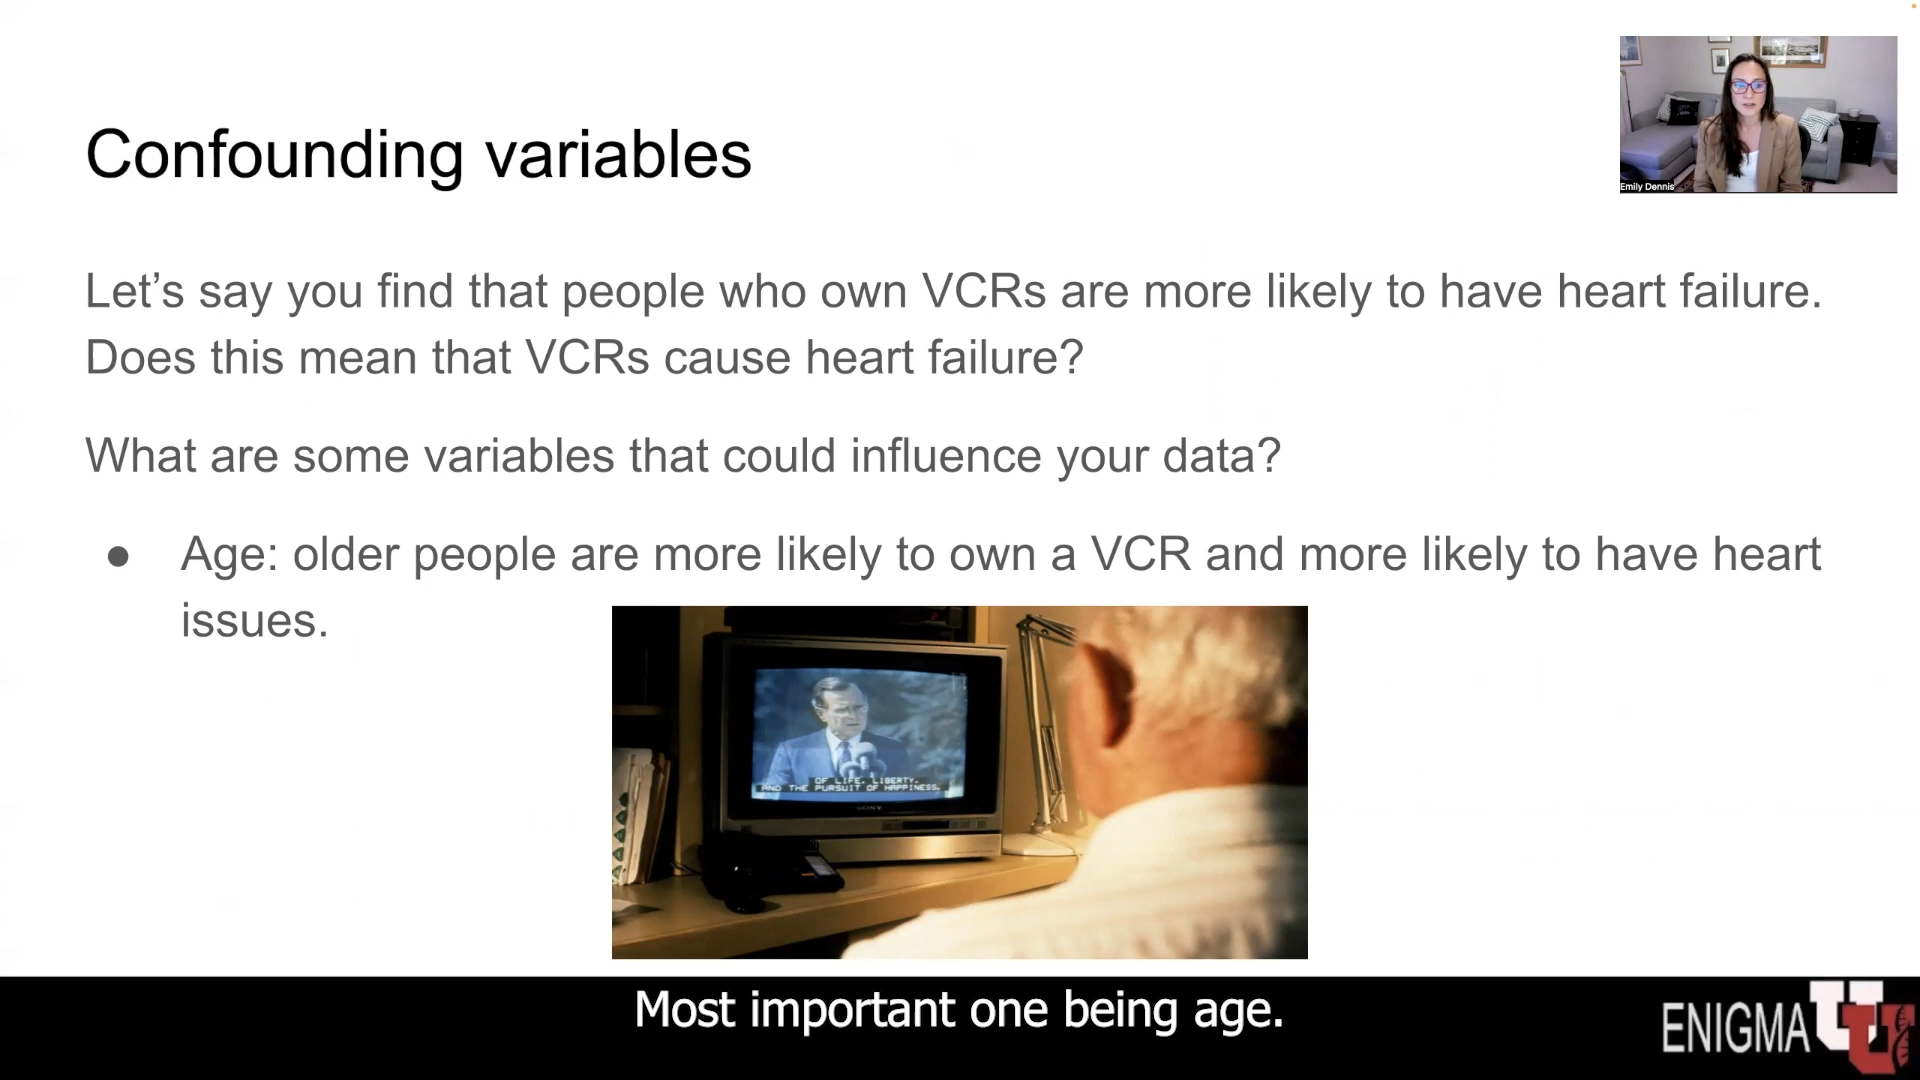 Confounding variables
Emily Dennis
Let’s say you find that people who own VCRs are more likely to have heart failure.
Does this mean that VCRs cause heart failure?
What are some variables that could influence your data?
● Age: older people are more likely to own a VCR and more likely to have heart
issues.
OF LIFE, LIBERTY,
AND THE PURSUIT OF HAPPINESS.
SONY
Most important one being age.
ENIGMA U